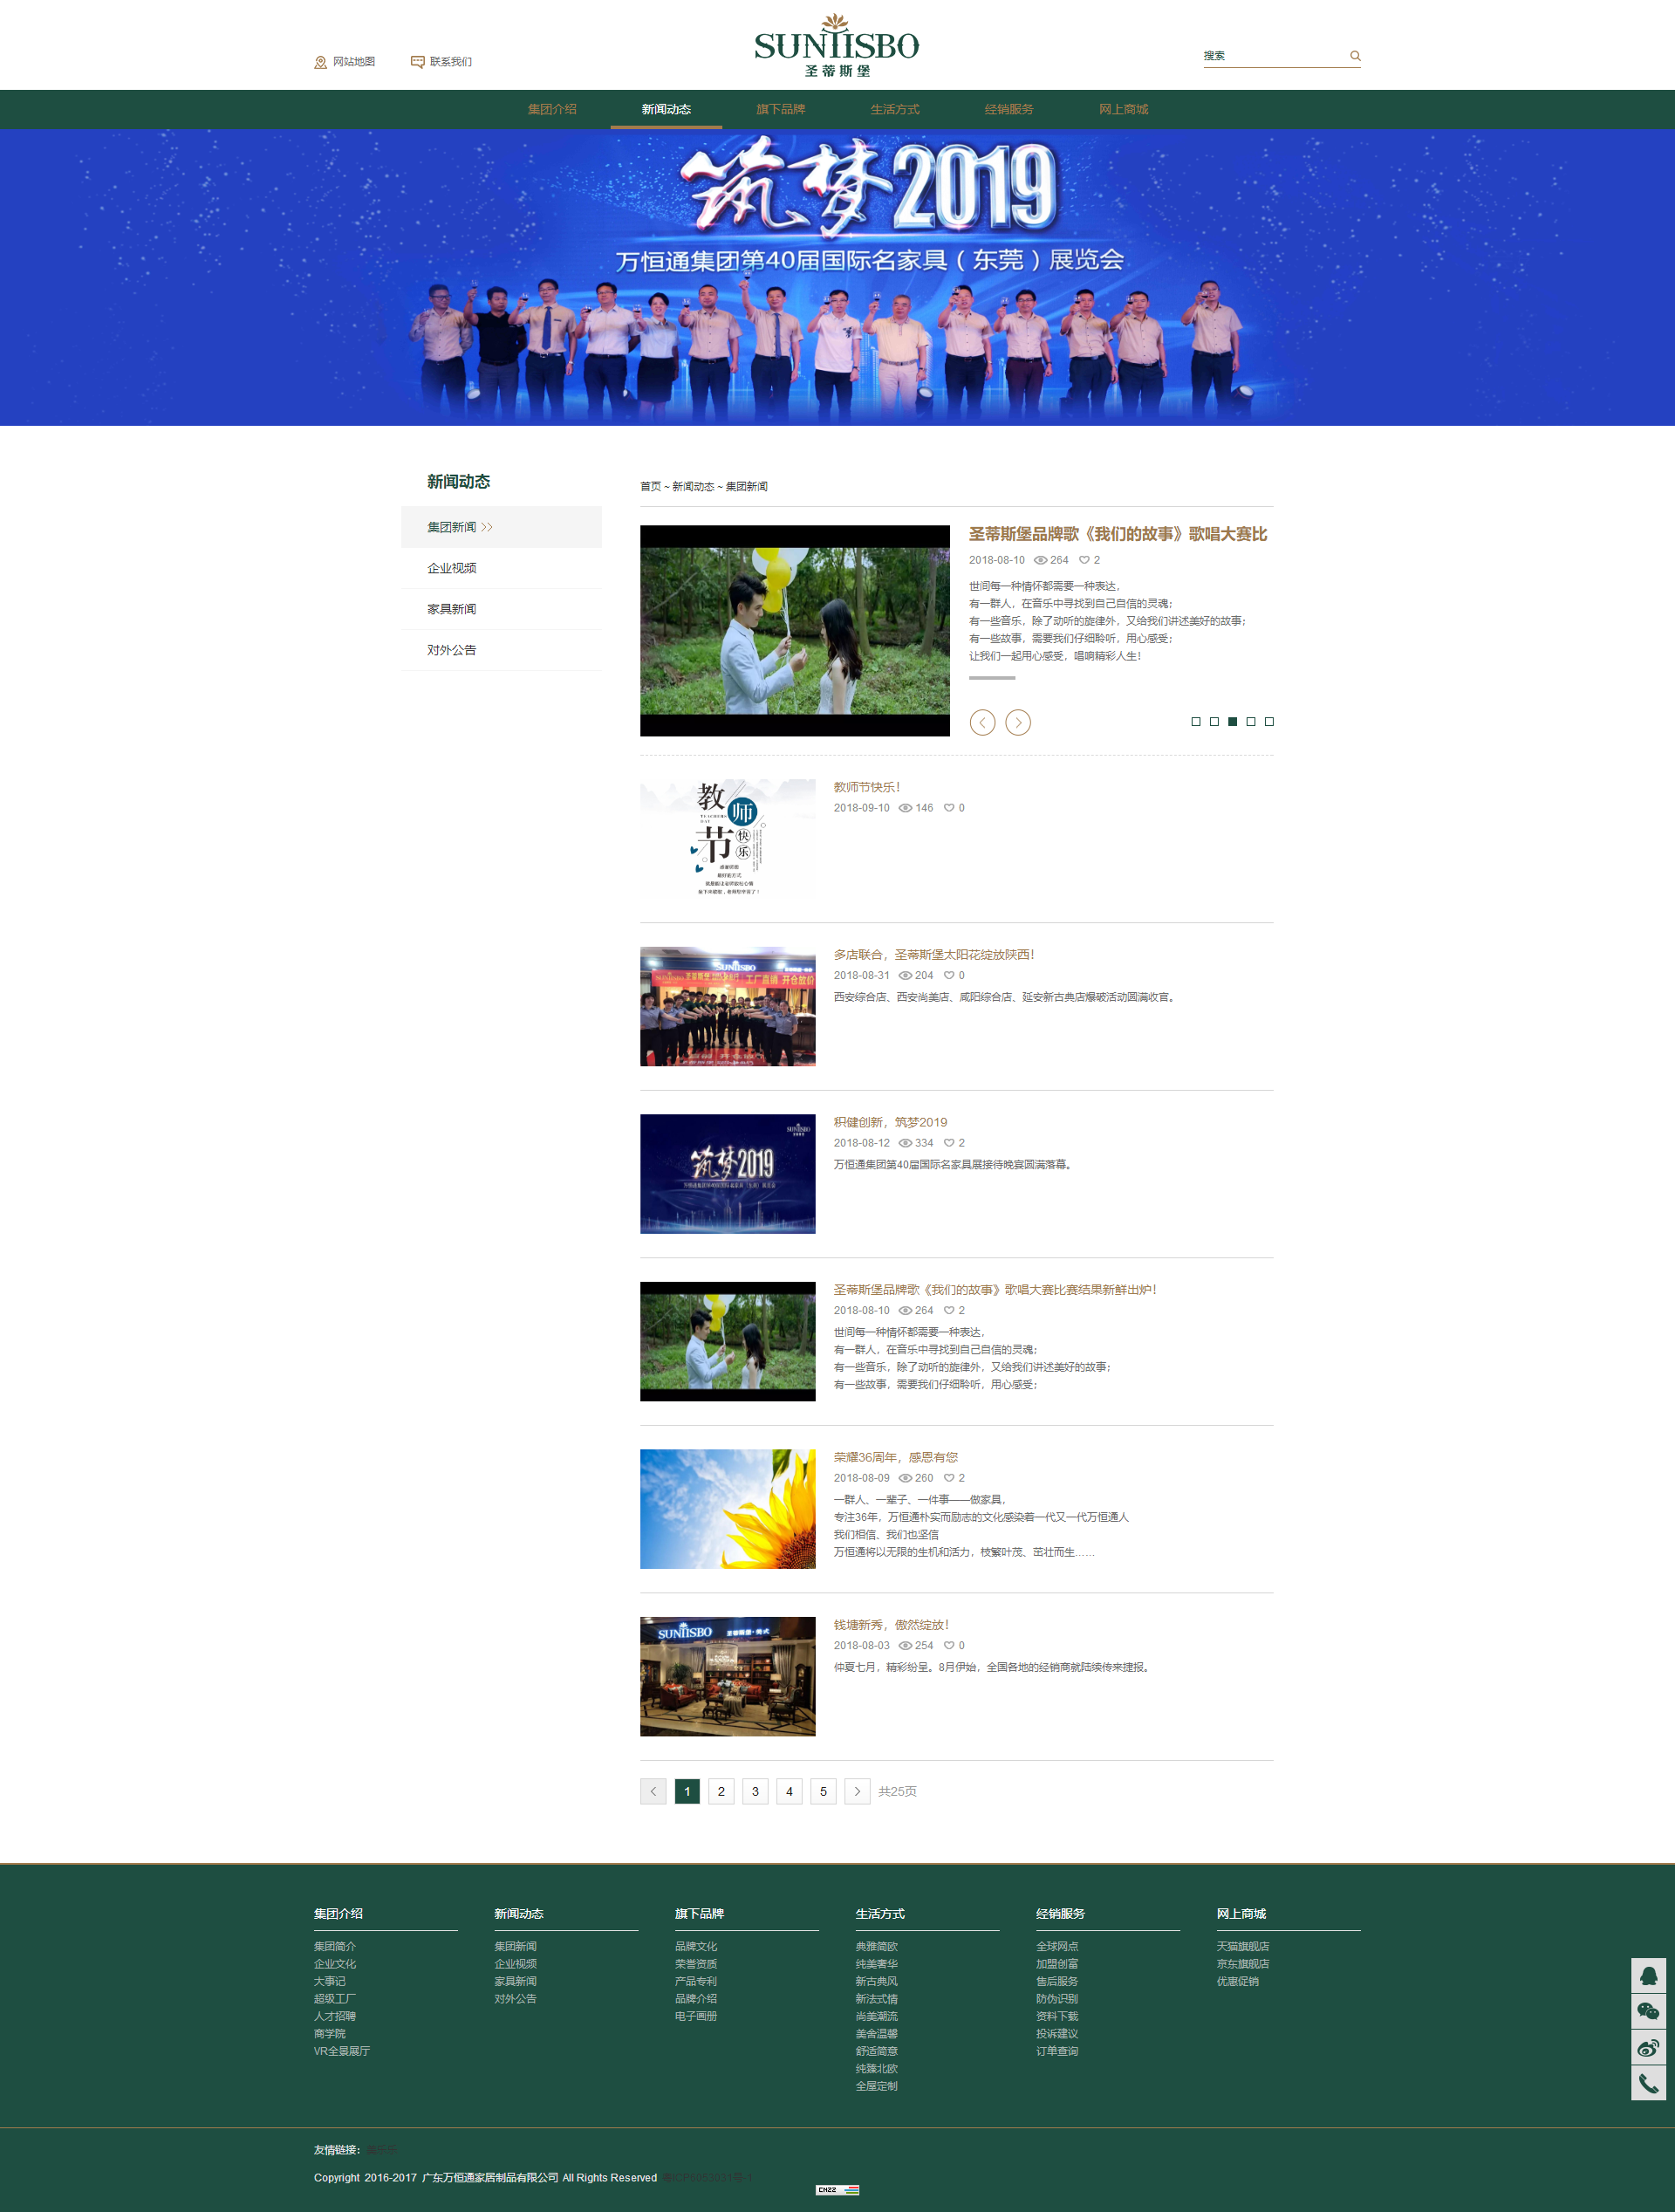 网站地图
联系我们
SUNTISBO
圣蒂斯堡
搜索
集团介绍
新闻动态
旗下品牌
生活方式
经销服务
网上商城
筑梦2019
万恒通集团第40届国际名家具（东莞）展览会
新闻动态
集团新闻
企业视频
家具新闻
对外公告
首页 ~ 新闻动态 ~ 集团新闻
圣蒂斯堡品牌歌《我们的故事》歌唱大赛比
2018-08-10 264 2
世间每一种情怀都需要一种表达，
有一群人，在音乐中寻找到自己自信的灵魂；
有一些音乐，除了动听的旋律外，又给我们讲述美好的故事；
有一些故事，需要我们仔细聆听，用心感受；
让我们一起用心感受，唱响精彩人生！
教师节
快乐
教师节快乐！
2018-09-10 146 0
SUNTISBO
多店联合，圣蒂斯堡太阳花绽放陕西！
2018-08-31 204 0
西安综合店、西安尚美店、咸阳综合店、延安新古典店爆破活动圆满收官。
SUNTISBO
筑梦2019
积健创新，筑梦2019
2018-08-12 334 2
万恒通集团第40届国际名家具展接待晚宴圆满落幕。
圣蒂斯堡品牌歌《我们的故事》歌唱大赛比赛结果新鲜出炉！
2018-08-10 264 2
世间每一种情怀都需要一种表达，
有一群人，在音乐中寻找到自己自信的灵魂；
有一些音乐，除了动听的旋律外，又给我们讲述美好的故事；
有一些故事，需要我们仔细聆听，用心感受；
荣耀36周年，感恩有您
2018-08-09 260 2
一群人、一辈子、一件事——做家具，
专注36年，万恒通朴实而励志的文化感染着一代又一代万恒通人
我们相信、我们也坚信
万恒通将以无限的生机和活力，枝繁叶茂、茁壮而生……
SUNTISBO 圣蒂斯堡·美式
钱塘新秀，傲然绽放！
2018-08-03 254 0
仲夏七月，精彩纷呈。8月伊始，全国各地的经销商就陆续传来捷报。
1 2 3 4 5 共25页
集团介绍
集团简介
企业文化
大事记
超级工厂
人才招聘
商学院
VR全景展厅
新闻动态
集团新闻
企业视频
家具新闻
对外公告
旗下品牌
品牌文化
荣誉资质
产品专利
品牌介绍
电子画册
生活方式
典雅简欧
纯美奢华
新古典风
新法式情
尚美潮流
美舍温馨
舒适简意
纯臻北欧
全屋定制
经销服务
全球网点
加盟创富
售后服务
防伪识别
资料下载
投诉建议
订单查询
网上商城
天猫旗舰店
京东旗舰店
优惠促销
友情链接：
Copyright 2016-2017 广东万恒通家居制品有限公司 All Rights Reserved
CNZZ